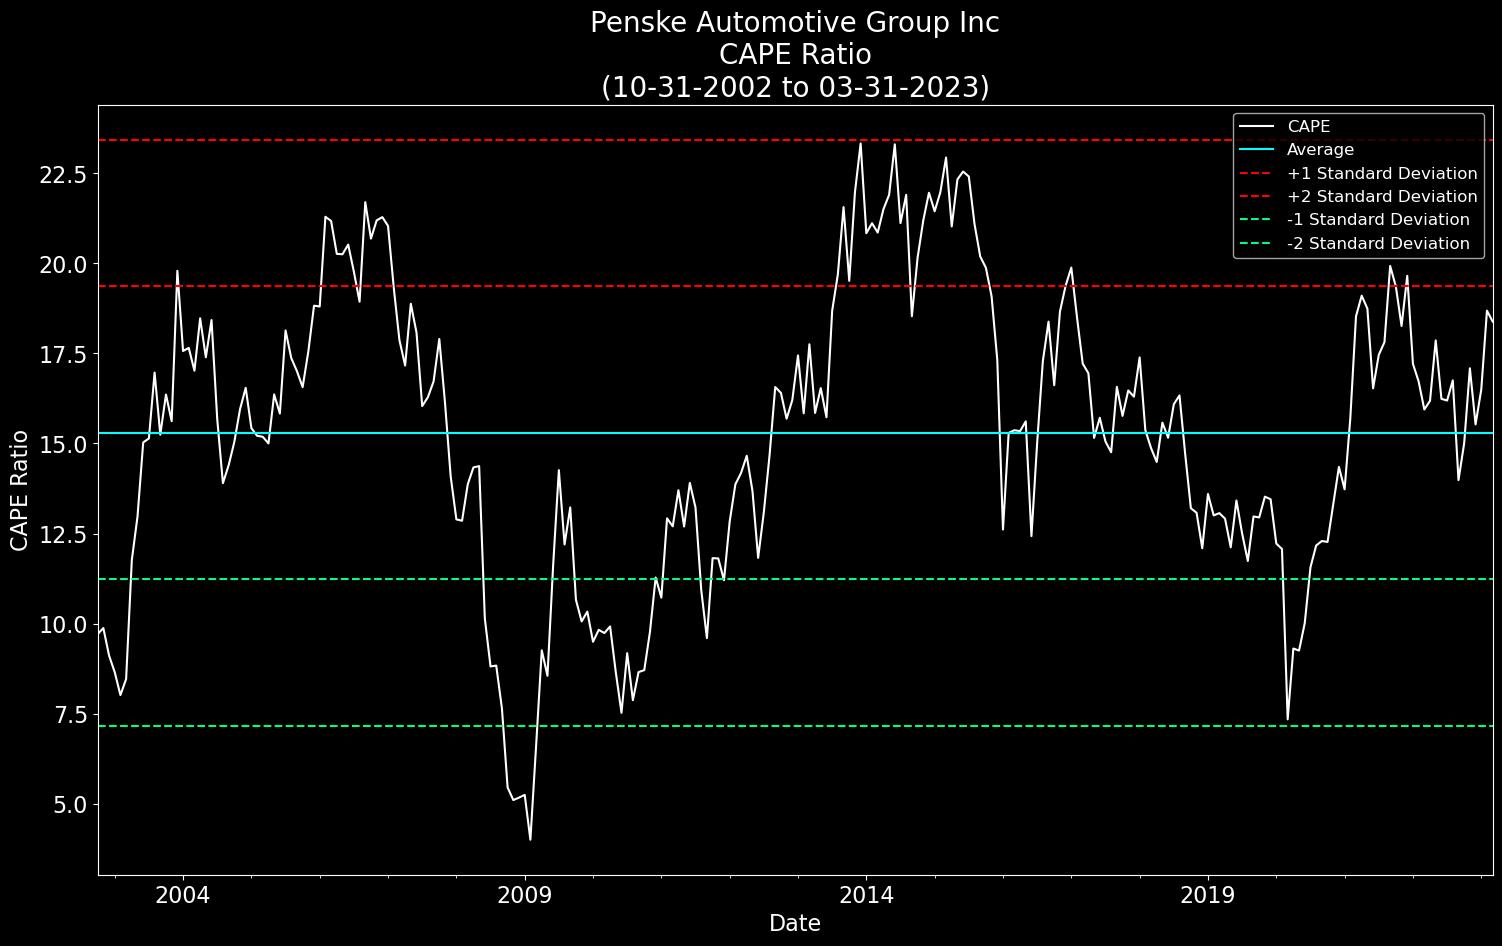 Penske Automotive Group Inc
CAPE Ratio
(10-31-2002 to 03-31-2023)
CAPE
Average
+1 Standard Deviation
+2 Standard Deviation
-1 Standard Deviation
-2 Standard Deviation
22.5
20.0
17.5
15.0
12.5
10.0
7.5
5.0
CAPE Ratio
2004
2009
2014
2019
Date